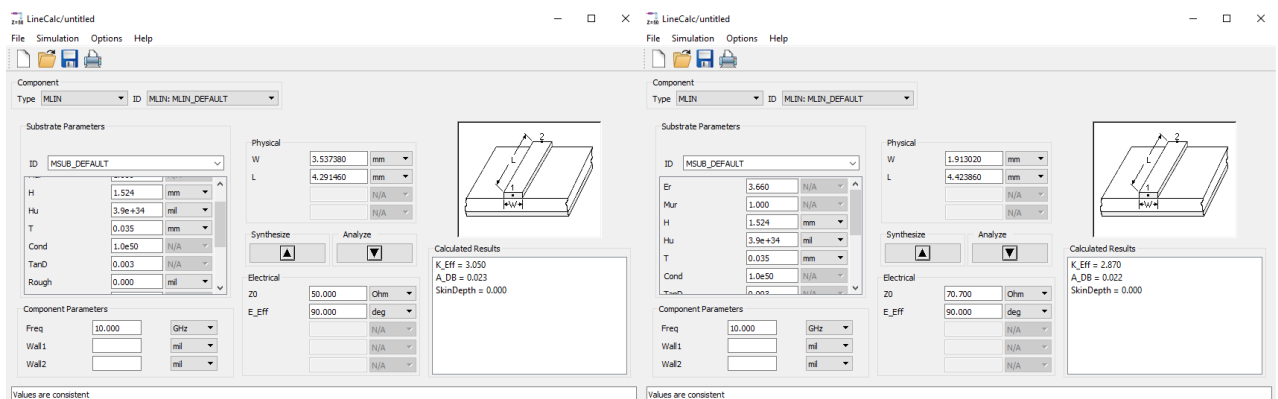 LineCalc/untitled
File Simulation Options Help
Component
Type MLIN ID MLIN: MLIN_DEFAULT
Substrate Parameters
ID MSUB_DEFAULT
H 1.524 mm
Hu 3.9e+34 mil
T 0.035 mm
Cond 1.0e50 N/A
TanD 0.003 N/A
Rough 0.000 mil
Component Parameters
Freq 10.000 GHz
Wall1 mil
Wall2 mil
Physical
W 3.537380 mm
L 4.291460 mm
N/A
N/A
Synthesize Analyze
Electrical
Z0 50.000 Ohm
E_Eff 90.000 deg
N/A
N/A
N/A
2
L
1
W
Calculated Results
K_Eff = 3.050
A_DB = 0.023
SkinDepth = 0.000
Values are consistent
LineCalc/untitled
File Simulation Options Help
Component
Type MLIN ID MLIN: MLIN_DEFAULT
Substrate Parameters
ID MSUB_DEFAULT
Er 3.660 N/A
Mur 1.000 N/A
H 1.524 mm
Hu 3.9e+34 mil
T 0.035 mm
Cond 1.0e50 N/A
Component Parameters
Freq 10.000 GHz
Wall1 mil
Wall2 mil
Physical
W 1.913020 mm
L 4.423860 mm
N/A
N/A
Synthesize Analyze
Electrical
Z0 70.700 Ohm
E_Eff 90.000 deg
N/A
N/A
N/A
2
L
1
W
Calculated Results
K_Eff = 2.870
A_DB = 0.022
SkinDepth = 0.000
Values are consistent